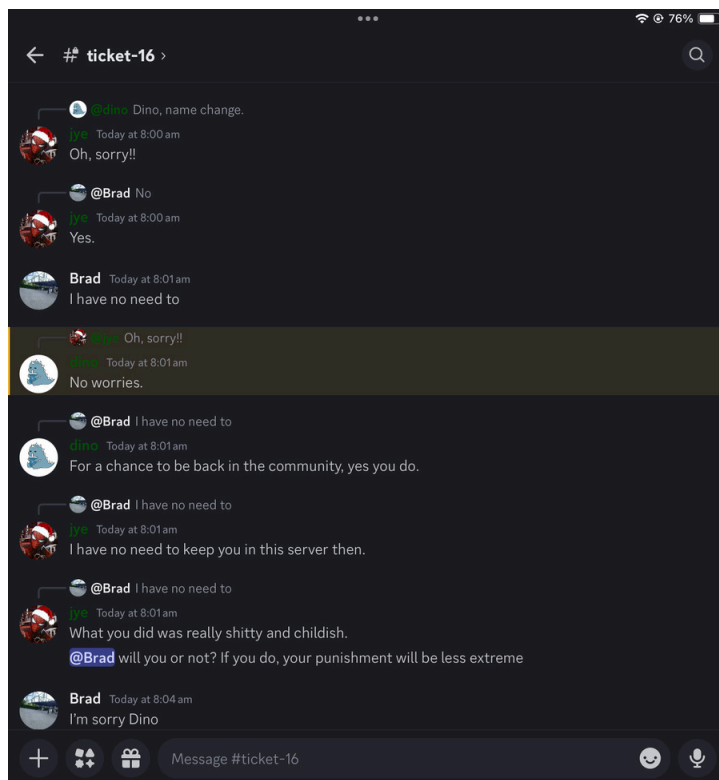 76%
# ticket-16 >
@dino Dino, name change.
jye Today at 8:00 am
Oh, sorry!!
@Brad No
jye Today at 8:00 am
Yes.
Brad Today at 8:01 am
I have no need to
Oh, sorry!!
dino Today at 8:01 am
No worries.
@Brad I have no need to
dino Today at 8:01 am
For a chance to be back in the community, yes you do.
@Brad I have no need to
jye Today at 8:01 am
I have no need to keep you in this server then.
@Brad I have no need to
jye Today at 8:01 am
What you did was really shitty and childish.
@Brad will you or not? If you do, your punishment will be less extreme
Brad Today at 8:04 am
I'm sorry Dino
Message #ticket-16